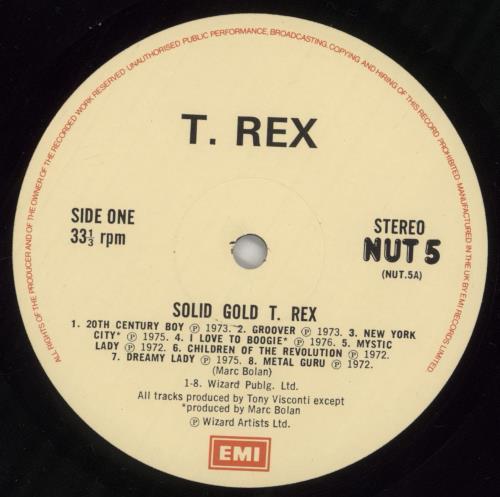 ALL RIGHTS OF THE PRODUCER AND OF THE OWNER OF THE RECORDED WORK RESERVED. UNAUTHORISED PUBLIC PERFORMANCE, BROADCASTING, COPYING AND HIRING OF THIS RECORD PROHIBITED. MANUFACTURED IN THE UK BY EMI RECORDS LIMITED
T. REX
SIDE ONE
33⅓ rpm
STEREO
NUT 5
(NUT.5A)
SOLID GOLD T. REX
1. 20TH CENTURY BOY ℗ 1973. 2. GROOVER ℗ 1973. 3. NEW YORK
CITY* ℗ 1975. 4. I LOVE TO BOOGIE* ℗ 1976. 5. MYSTIC
LADY ℗ 1972. 6. CHILDREN OF THE REVOLUTION ℗ 1972.
7. DREAMY LADY ℗ 1975. 8. METAL GURU ℗ 1972.
(Marc Bolan)
1-8. Wizard Publg. Ltd.
All tracks produced by Tony Visconti except
*produced by Marc Bolan
℗ Wizard Artists Ltd.
EMI